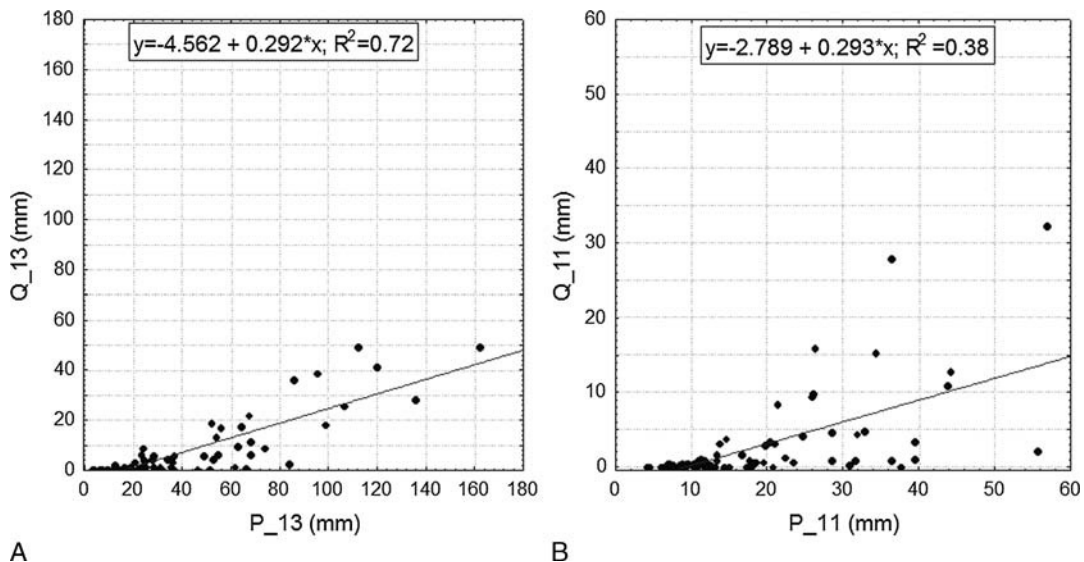 y=-4.562 + 0.292*x; R²=0.72
180
160
140
120
100
80
60
40
20
0
Q_13 (mm)
0 20 40 60 80 100 120 140 160 180
P_13 (mm)
A
y=-2.789 + 0.293*x; R² =0.38
60
50
40
30
20
10
0
Q_11 (mm)
0 10 20 30 40 50 60
P_11 (mm)
B